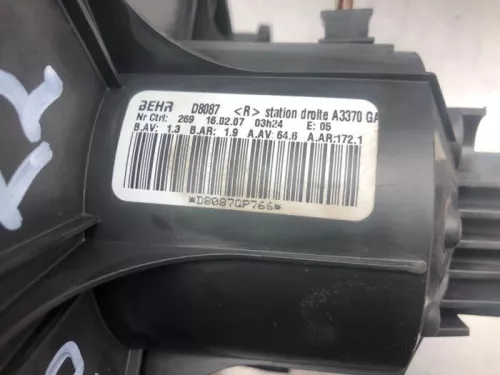 BEHR D8087 <R> station droite A3370 GA
Nr Ctrl: 269 16.02.07 03h24 E: 05
B.AV: 1.3 B.AR: 1.9 A.AV: 64.6 A.AR:172.1
*D8087GP766*